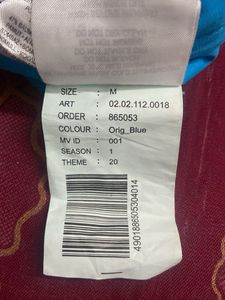 SIZE : M
ART : 02.02.112.0018
ORDER : 865053
COLOUR : Orig_Blue
MV ID : 001
SEASON : 1
THEME : 20
4901886505304014